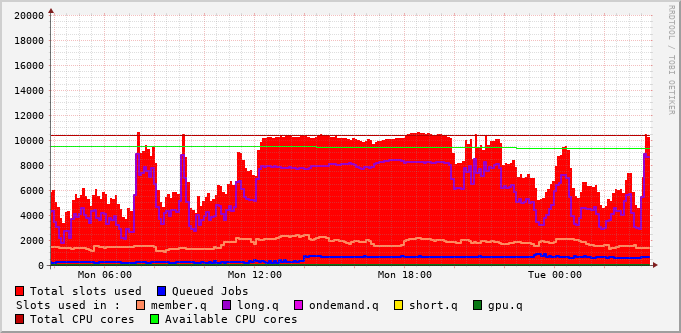 20000
18000
16000
14000
12000
10000
8000
6000
4000
2000
0
Mon 06:00 Mon 12:00 Mon 18:00 Tue 00:00
RRDTOOL / TOBI OETIKER
Total slots used Queued Jobs
Slots used in : member.q long.q ondemand.q short.q gpu.q
Total CPU cores Available CPU cores